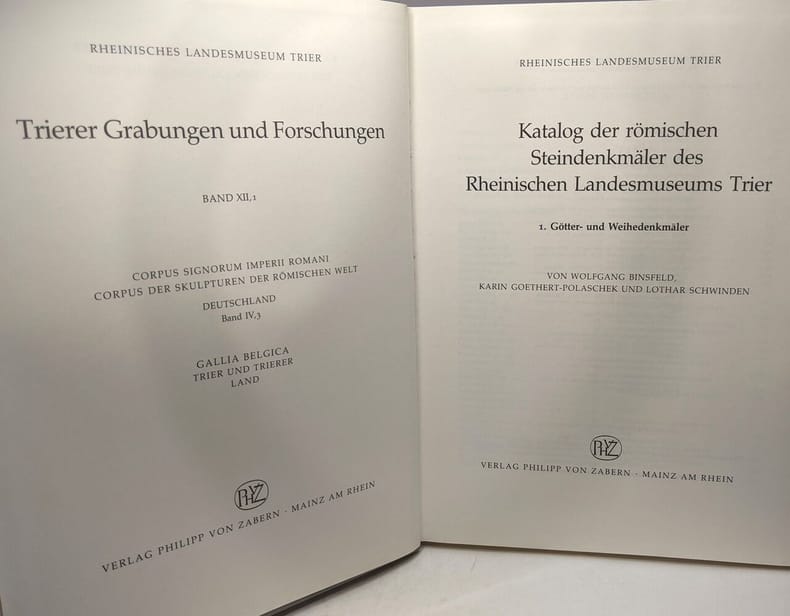 RHEINISCHES LANDESMUSEUM TRIER
Trierer Grabungen und Forschungen
BAND XII,1
CORPUS SIGNORUM IMPERII ROMANI
CORPUS DER SKULPTUREN DER RÖMISCHEN WELT
DEUTSCHLAND
Band IV,3
GALLIA BELGICA
TRIER UND TRIERER
LAND
PHVZ
VERLAG PHILIPP VON ZABERN · MAINZ AM RHEIN
RHEINISCHES LANDESMUSEUM TRIER
Katalog der römischen
Steindenkmäler des
Rheinischen Landesmuseums Trier
1. Götter- und Weihedenkmäler
VON WOLFGANG BINSFELD,
KARIN GOETHERT-POLASCHEK UND LOTHAR SCHWINDEN
PHVZ
VERLAG PHILIPP VON ZABERN · MAINZ AM RHEIN